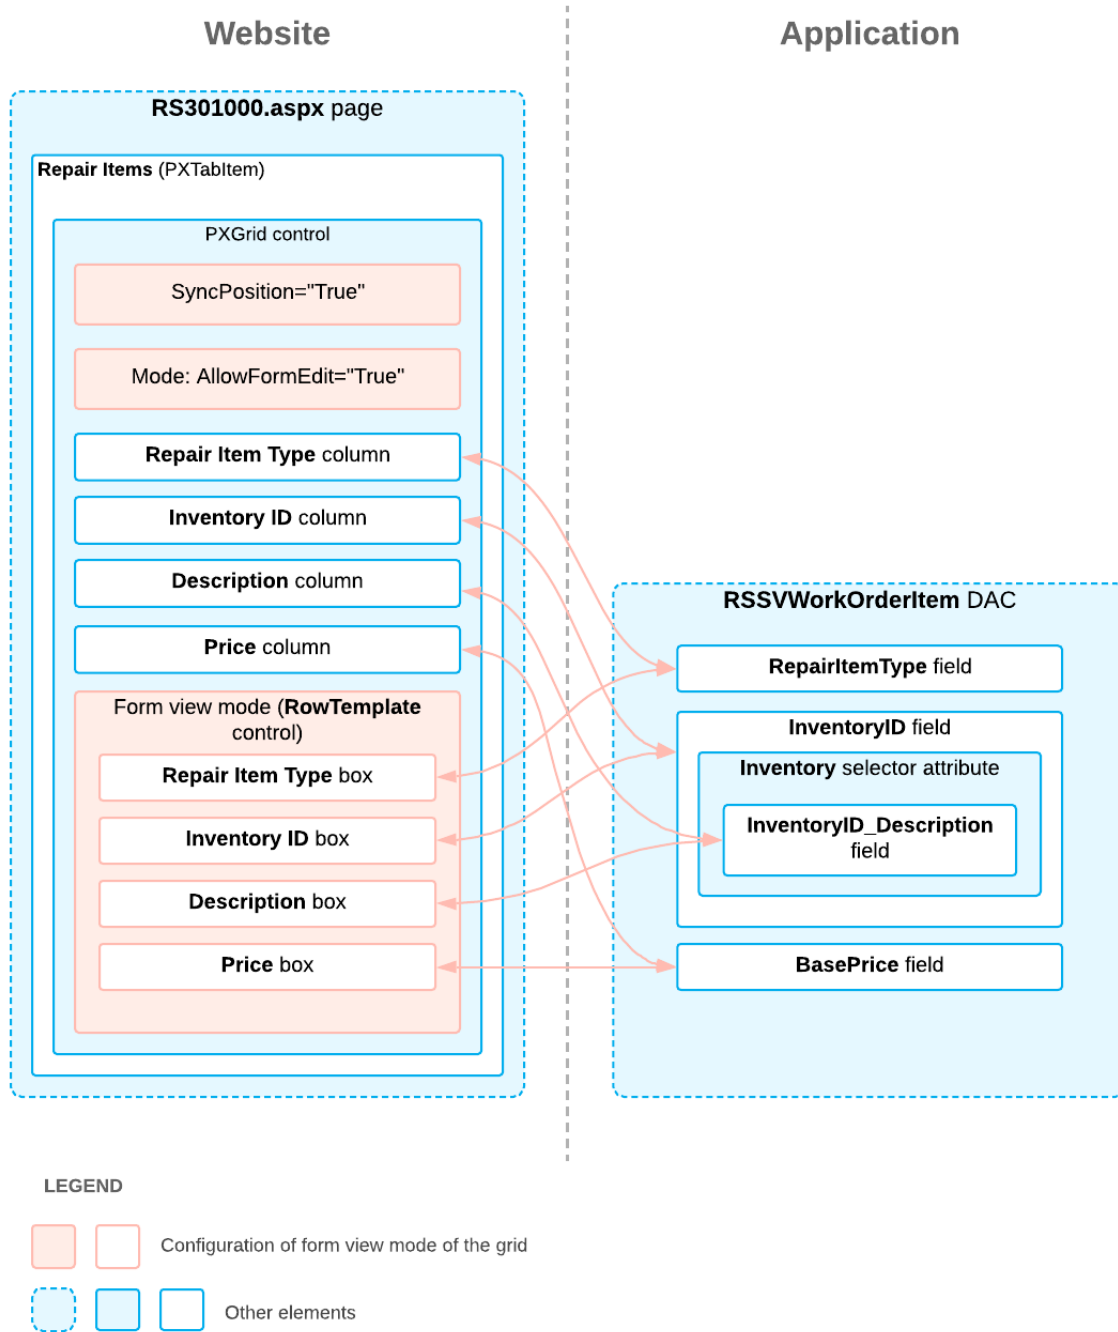 Website
Application
RS301000.aspx page
Repair Items (PXTabItem)
PXGrid control
SyncPosition="True"
Mode: AllowFormEdit="True"
Repair Item Type column
Inventory ID column
Description column
Price column
Form view mode (RowTemplate
control)
Repair Item Type box
Inventory ID box
Description box
Price box
RSSVWorkOrderItem DAC
RepairItemType field
InventoryID field
Inventory selector attribute
InventoryID_Description
field
BasePrice field
LEGEND
Configuration of form view mode of the grid
Other elements